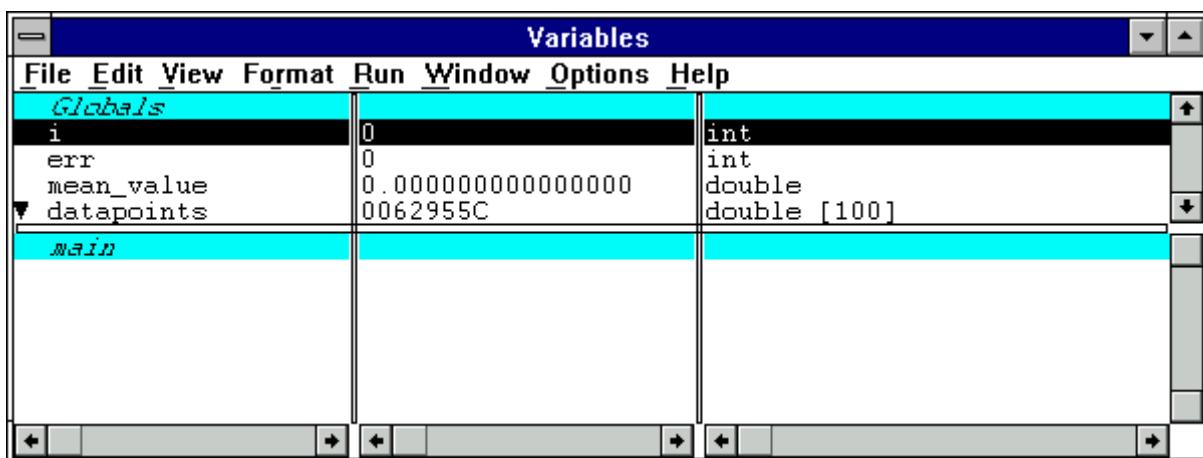 Variables
File Edit View Format Run Window Options Help
Globals
i 0 int
err 0 int
mean_value 0.000000000000000 double
datapoints 0062955C double [100]
main